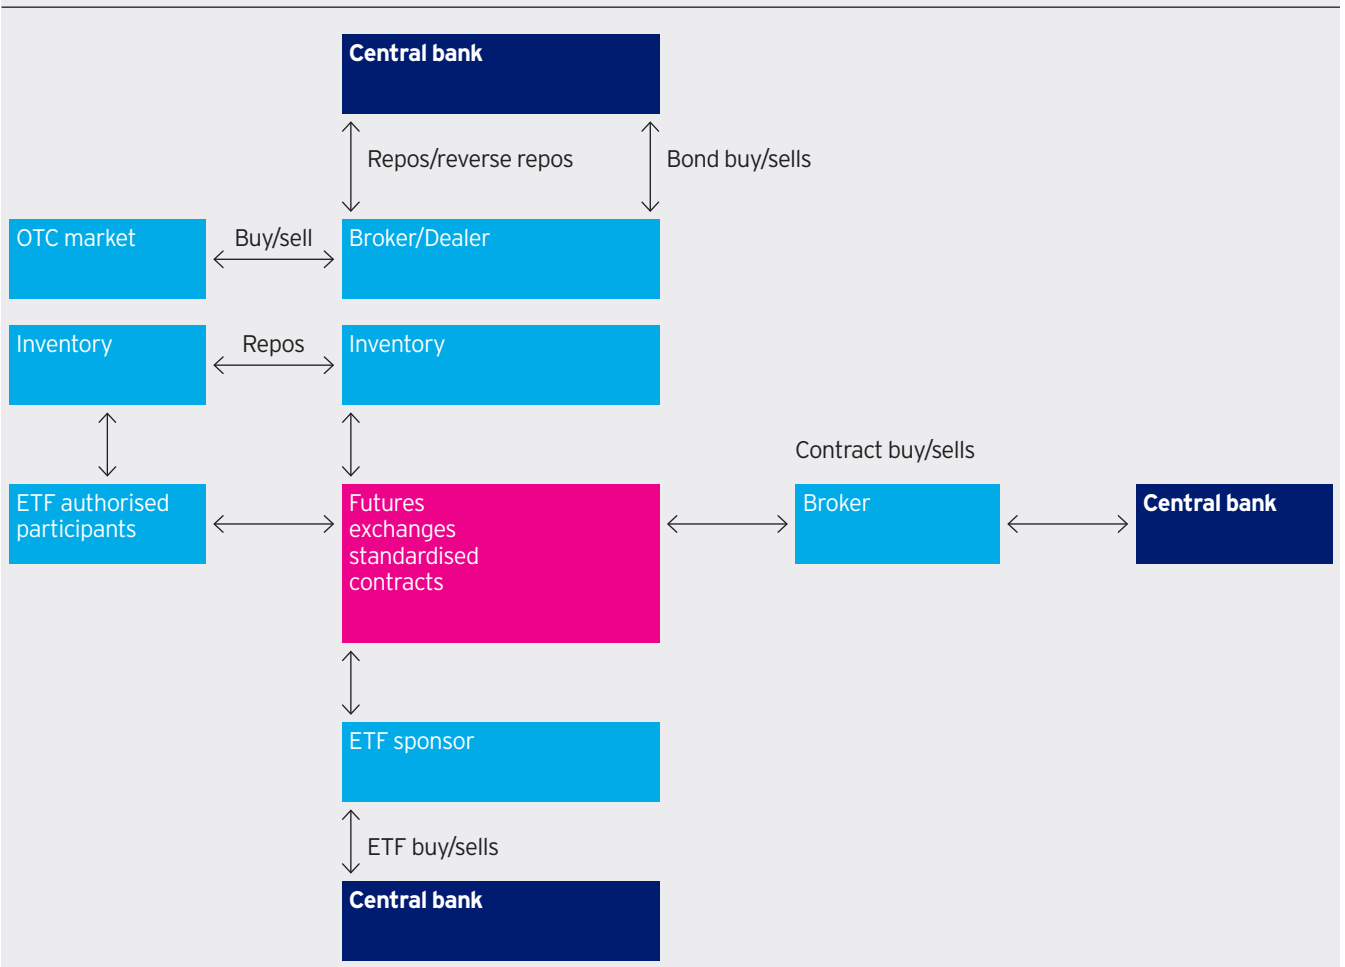 Central bank
Repos/reverse repos
Bond buy/sells
OTC market
Buy/sell
Broker/Dealer
Inventory
Repos
Inventory
Contract buy/sells
ETF authorised
participants
Futures
exchanges
standardised
contracts
Broker
Central bank
ETF sponsor
ETF buy/sells
Central bank